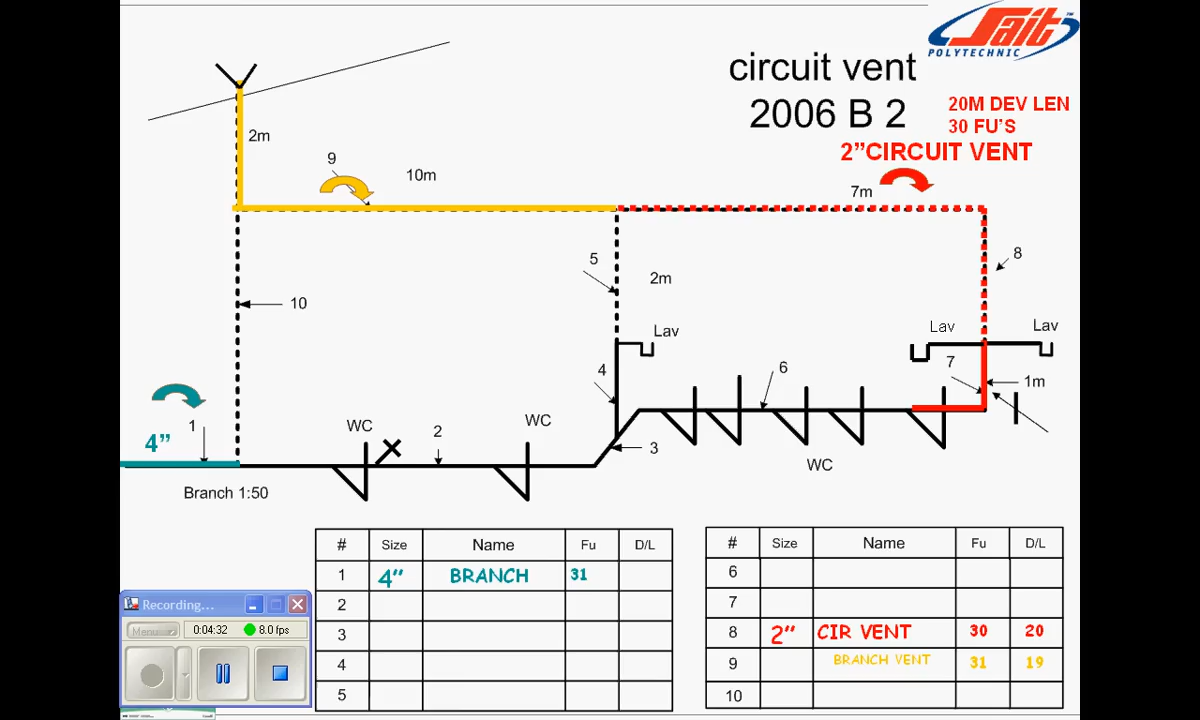 Sait
POLYTECHNIC
circuit vent
2006 B 2
20M DEV LEN
30 FU'S
2”CIRCUIT VENT
2m
9
10m
7m
5
2m
8
10
Lav
Lav
Lav
4
6
7
1m
1
4”
WC
2
WC
3
WC
Branch 1:50
# Size Name Fu D/L
1 4” BRANCH 31
2
3
4
5
# Size Name Fu D/L
6
7
8 2” CIR VENT 30 20
9 BRANCH VENT 31 19
10
Recording...
Menu
0:04:32 8.0 fps